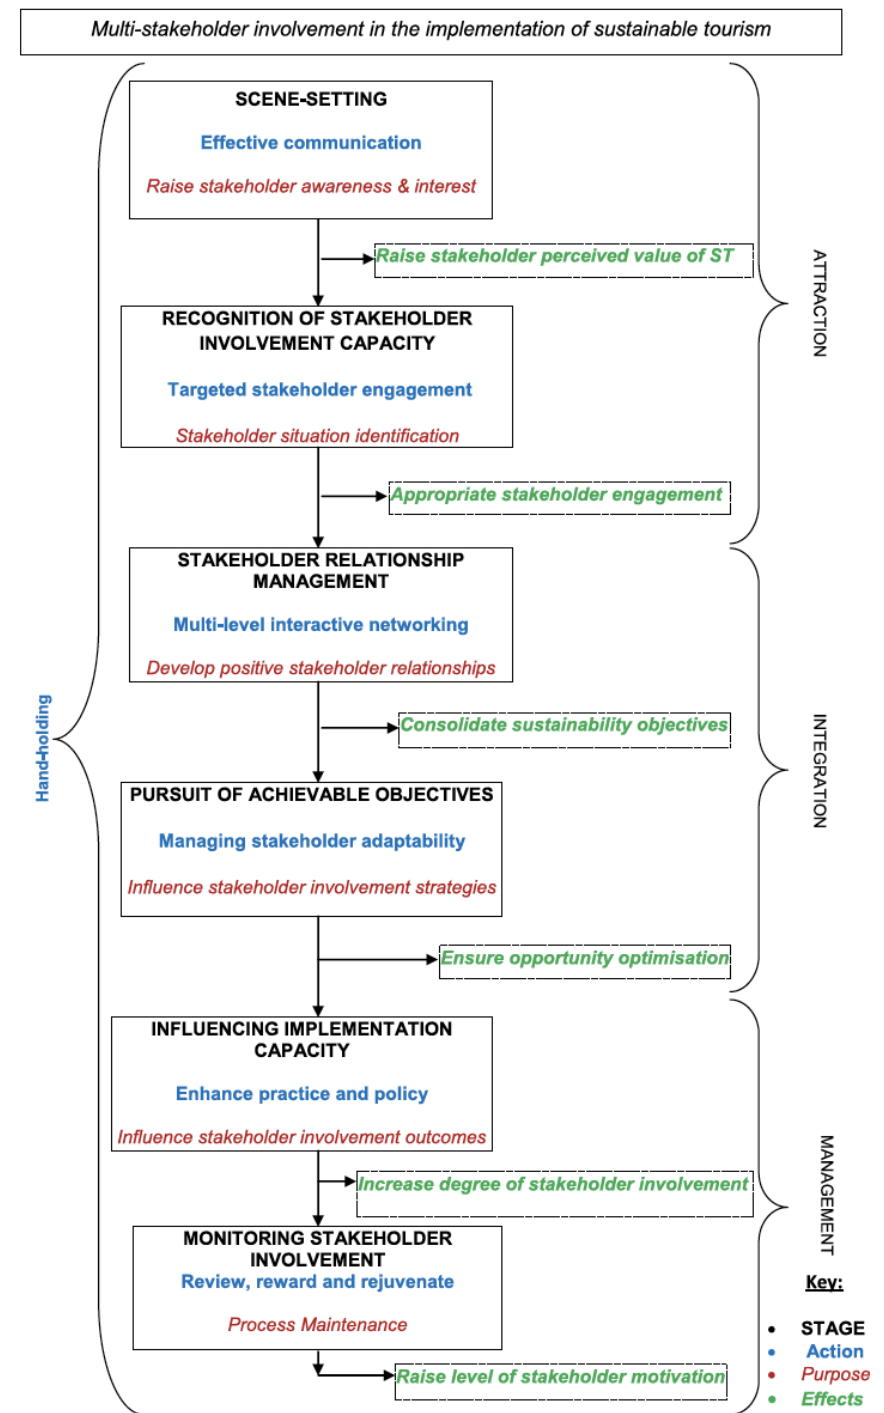 Multi-stakeholder involvement in the implementation of sustainable tourism
SCENE-SETTING
Effective communication
Raise stakeholder awareness & interest
Raise stakeholder perceived value of ST
RECOGNITION OF STAKEHOLDER
INVOLVEMENT CAPACITY
Targeted stakeholder engagement
Stakeholder situation identification
Appropriate stakeholder engagement
ATTRACTION
STAKEHOLDER RELATIONSHIP
MANAGEMENT
Multi-level interactive networking
Develop positive stakeholder relationships
Consolidate sustainability objectives
Hand-holding
PURSUIT OF ACHIEVABLE OBJECTIVES
Managing stakeholder adaptability
Influence stakeholder involvement strategies
Ensure opportunity optimisation
INTEGRATION
INFLUENCING IMPLEMENTATION
CAPACITY
Enhance practice and policy
Influence stakeholder involvement outcomes
Increase degree of stakeholder involvement
MONITORING STAKEHOLDER
INVOLVEMENT
Review, reward and rejuvenate
Process Maintenance
Raise level of stakeholder motivation
MANAGEMENT
Key:
• STAGE
• Action
• Purpose
• Effects